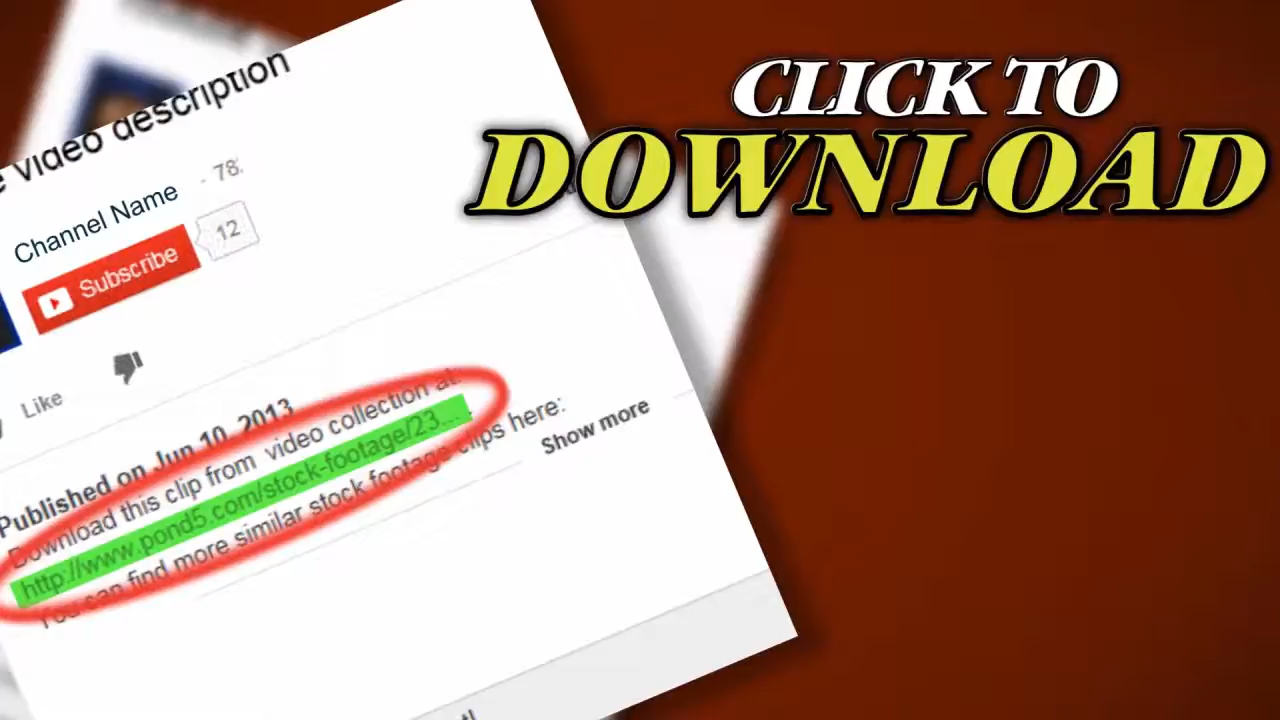 CLICK TO
DOWNLOAD
video description
Channel Name
78
Subscribe
12
Like
Published on Jun 10, 2013
Download this clip from video collection at:
http://www.pond5.com/stock-footage/23...
You can find more similar stock footage clips here:
Show more